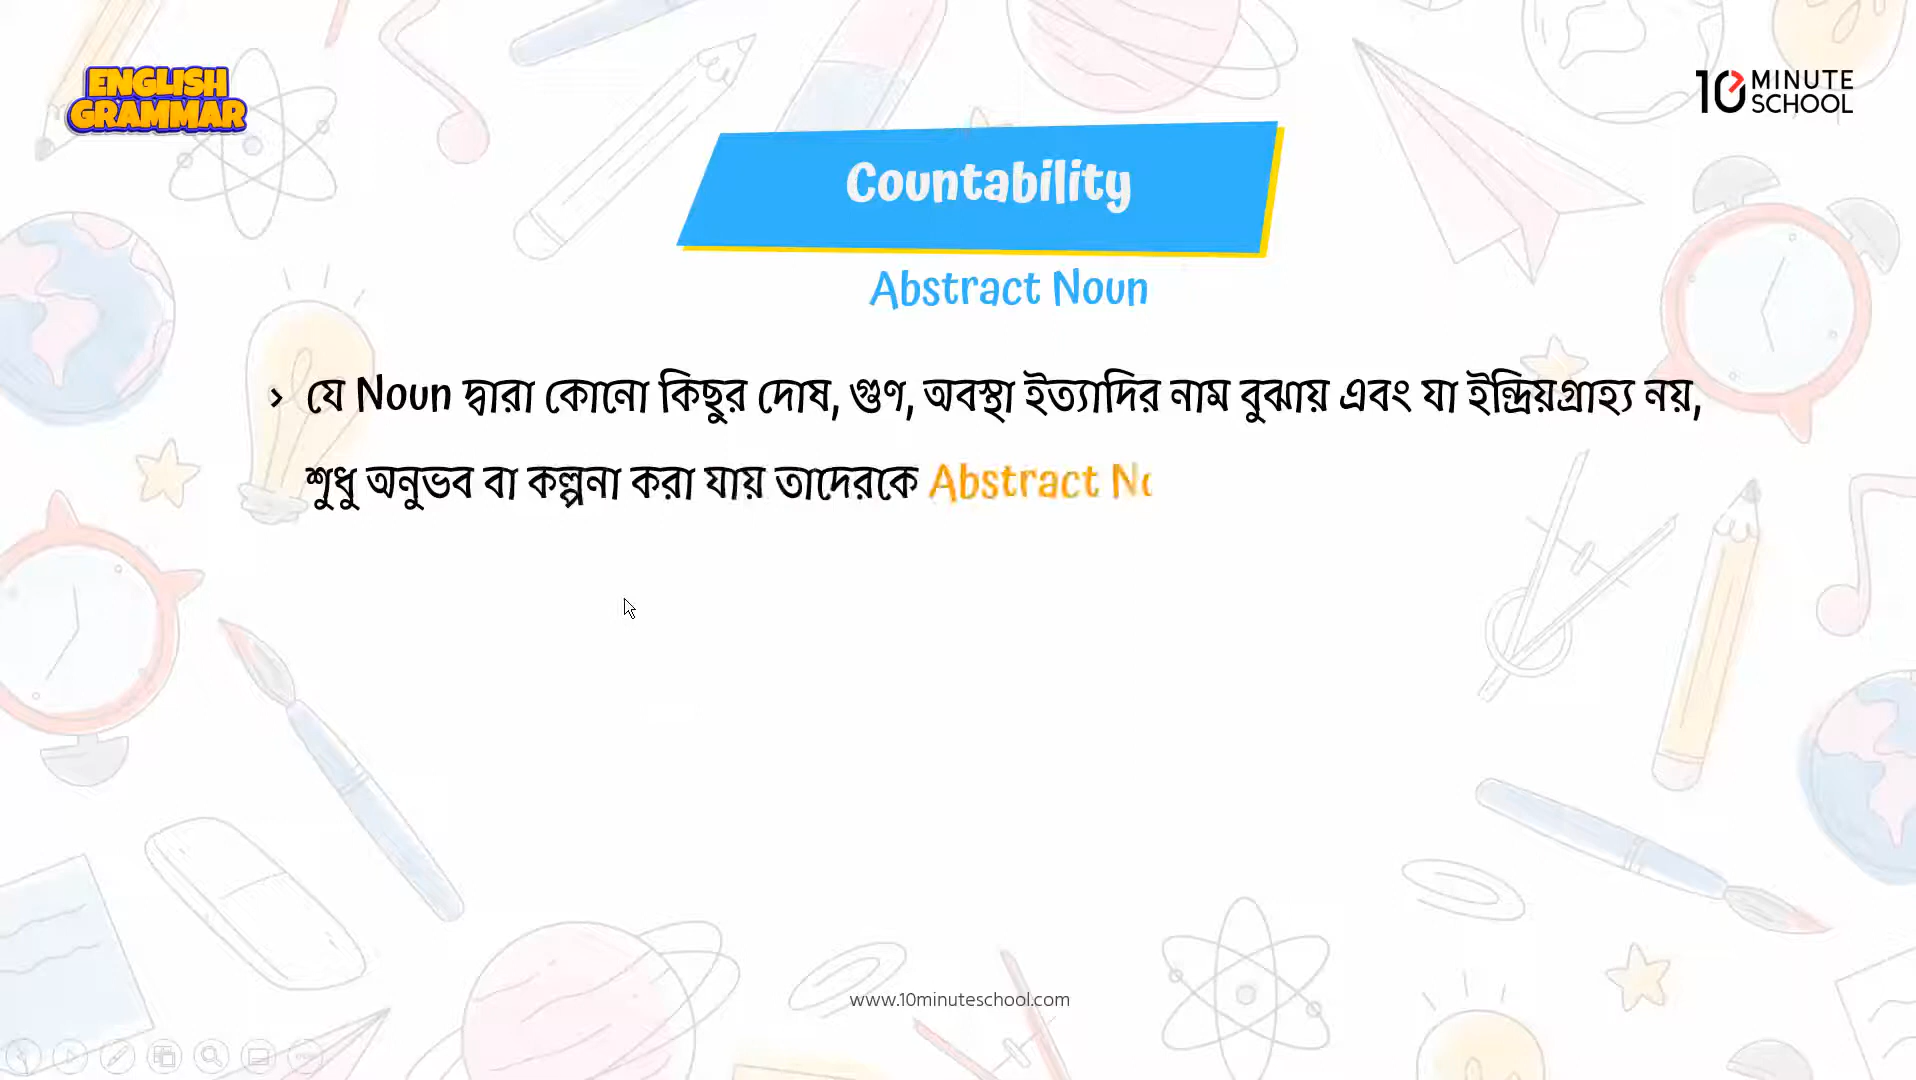 ENGLISH
GRAMMAR
10 MINUTE
SCHOOL
Countability
Abstract Noun
› যে Noun দ্বারা কোনো কিছুর দোষ, গুণ, অবস্থা ইত্যাদির নাম বুঝায় এবং যা ইন্দ্রিয়গ্রাহ্য নয়,
শুধু অনুভব বা কল্পনা করা যায় তাদেরকে Abstract
www.10minuteschool.com